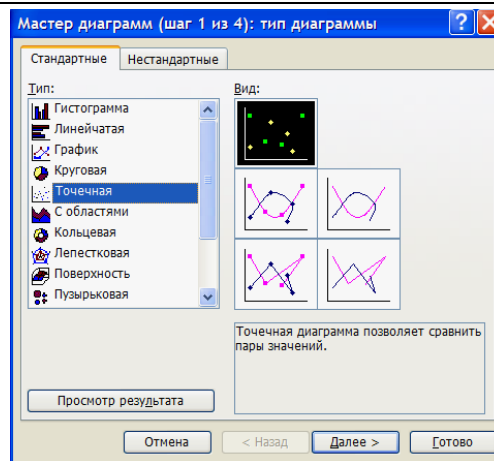 Мастер диаграмм (шаг 1 из 4): тип диаграммы
Стандартные
Нестандартные
Тип:
Гистограмма
Линейчатая
График
Круговая
Точечная
С областями
Кольцевая
Лепестковая
Поверхность
Пузырьковая
Вид:
Точечная диаграмма позволяет сравнить
пары значений.
Просмотр результата
Отмена
< Назад
Далее >
Готово